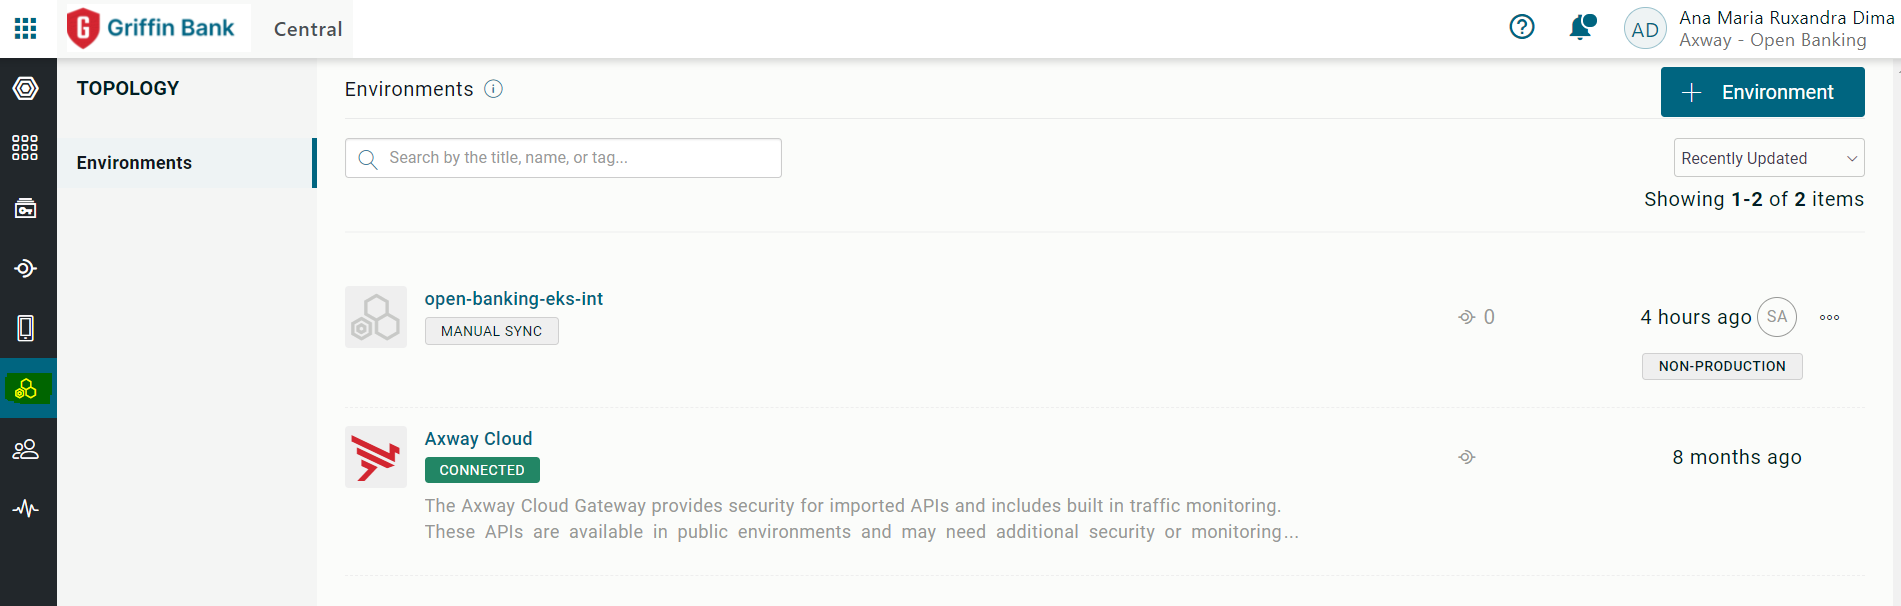 G Griffin Bank
Central
AD
Ana Maria Ruxandra Dima
Axway - Open Banking
TOPOLOGY
Environments
Environments
+ Environment
Search by the title, name, or tag...
Recently Updated
Showing 1-2 of 2 items
open-banking-eks-int
MANUAL SYNC
0
4 hours ago
SA
NON-PRODUCTION
Axway Cloud
CONNECTED
8 months ago
The Axway Cloud Gateway provides security for imported APIs and includes built in traffic monitoring.
These APIs are available in public environments and may need additional security or monitoring...